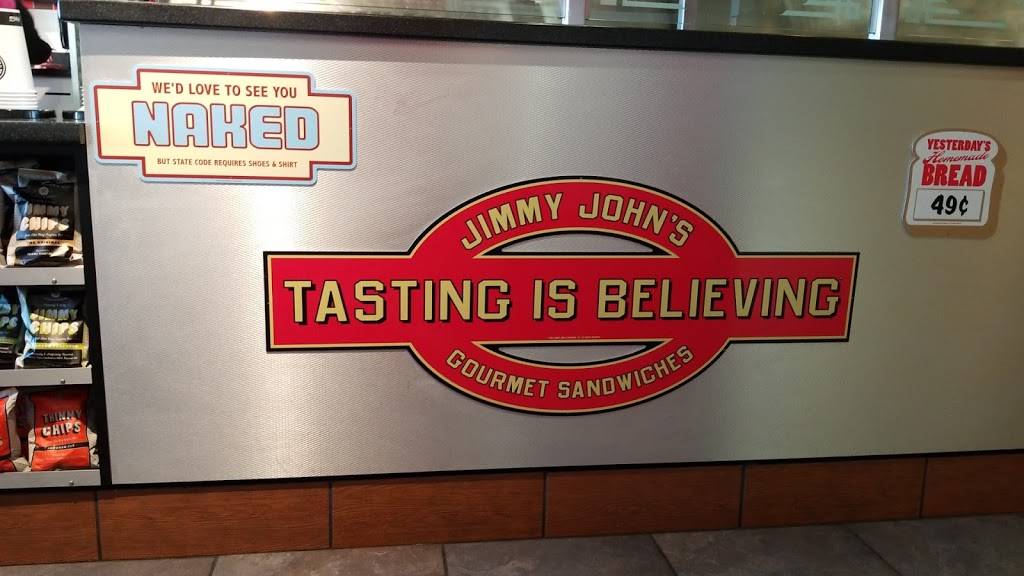 WE'D LOVE TO SEE YOU
NAKED
BUT STATE CODE REQUIRES SHOES & SHIRT
YESTERDAY'S
Homemade
BREAD
49¢
JIMMY JOHN'S
TASTING IS BELIEVING
GOURMET SANDWICHES
JIMMY
CHIPS
CHIPS
THINNY
CHIPS